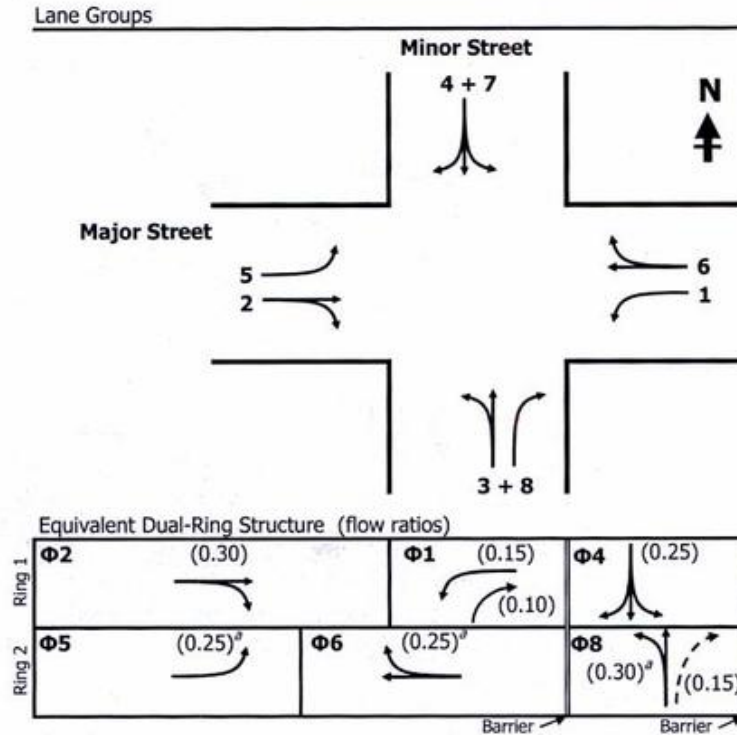 Lane Groups
Minor Street
4 + 7
N
Major Street
5
6
2
1
3 + 8
Equivalent Dual-Ring Structure (flow ratios)
Ring 1
Φ2 (0.30) Φ1 (0.15) Φ4 (0.25)
(0.10)
Ring 2
Φ5 (0.25)ᵃ Φ6 (0.25)ᵃ Φ8
(0.30)ᵃ (0.15)
Barrier Barrier